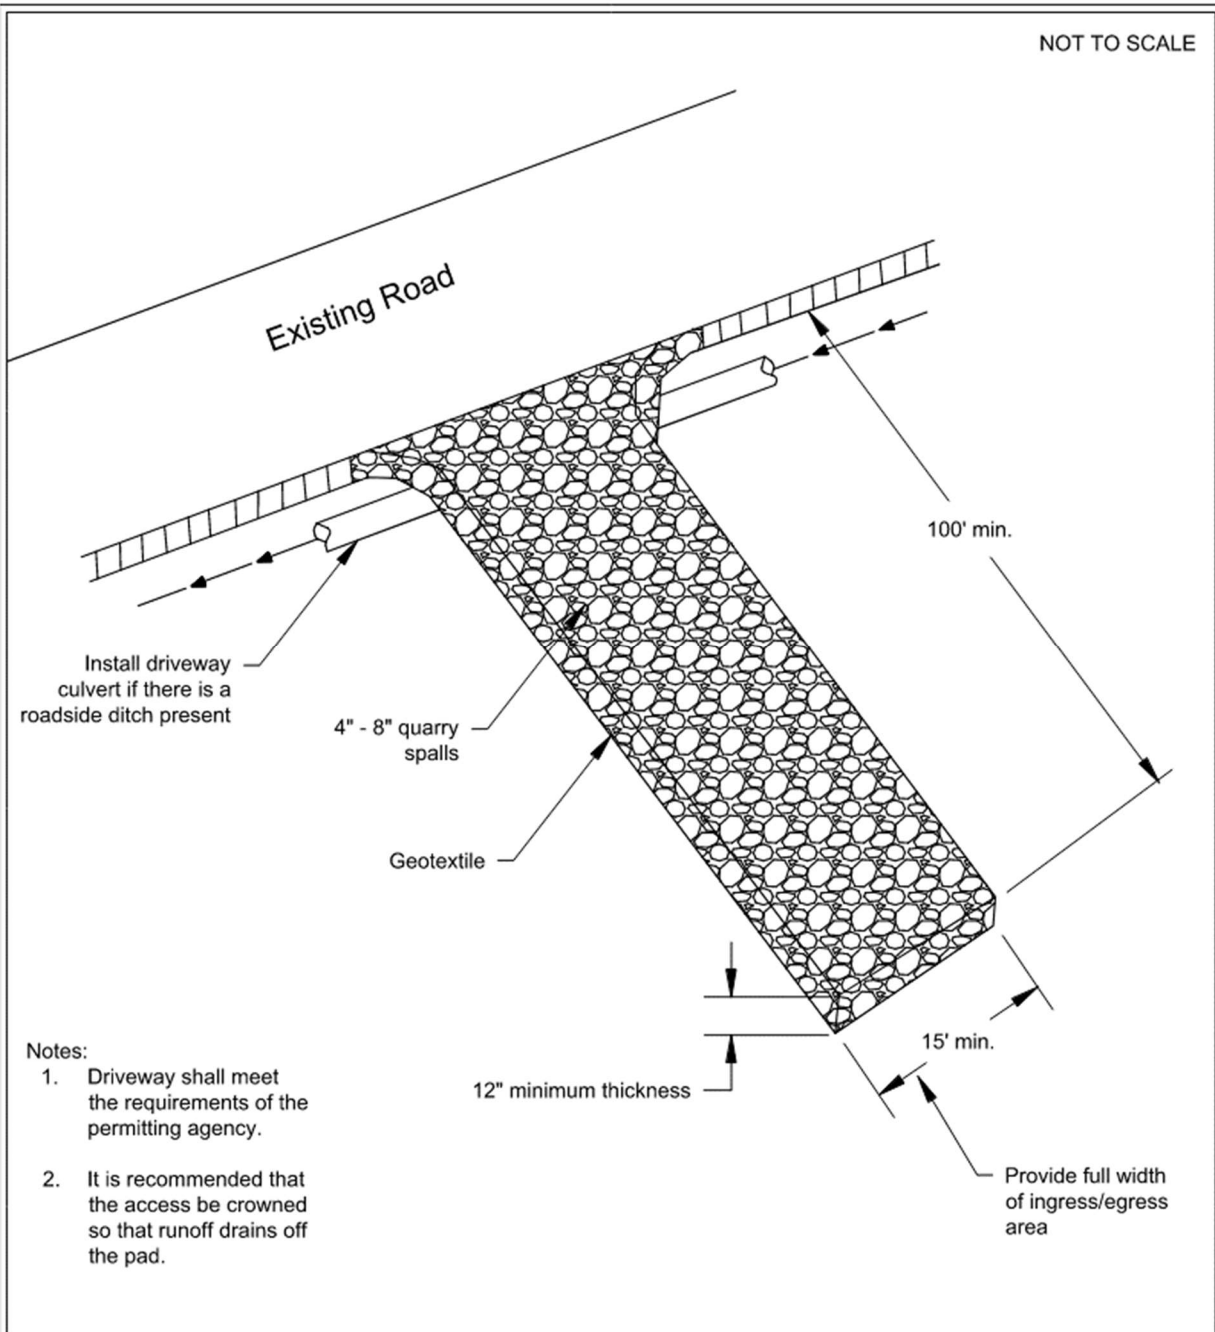 NOT TO SCALE
Existing Road
100' min.
Install driveway
culvert if there is a
roadside ditch present
4" - 8" quarry
spalls
Geotextile
15' min.
12" minimum thickness
Provide full width
of ingress/egress
area
Notes:
1. Driveway shall meet
the requirements of the
permitting agency.
2. It is recommended that
the access be crowned
so that runoff drains off
the pad.